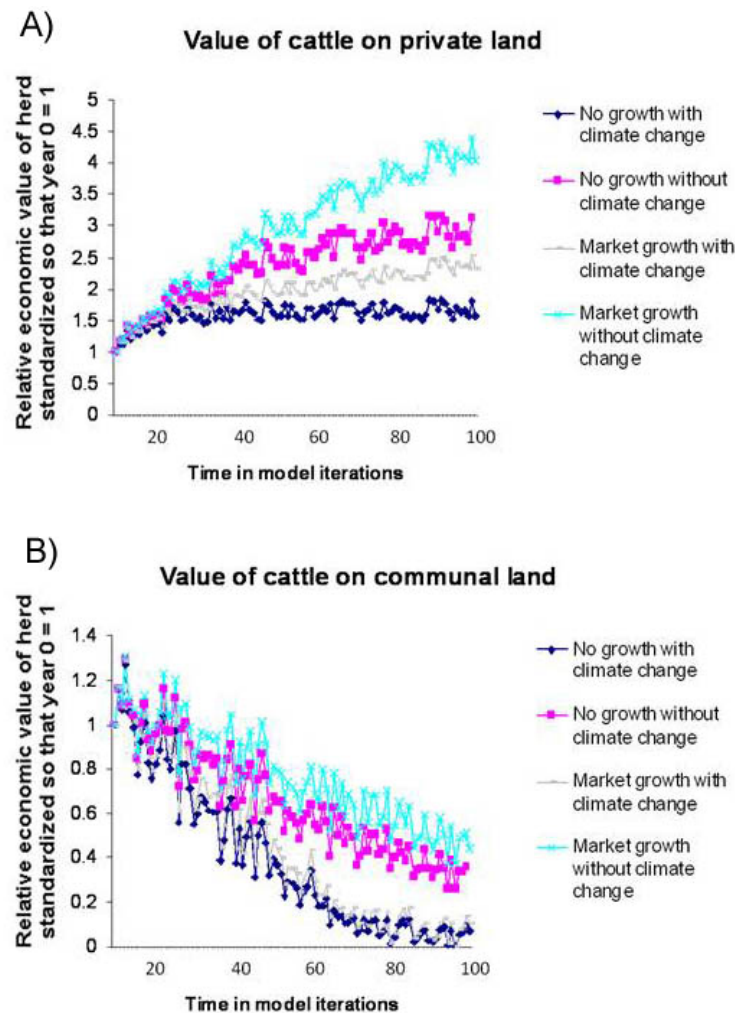 A)
Value of cattle on private land
Relative economic value of herd
standardized so that year 0 = 1
5
4.5
4
3.5
3
2.5
2
1.5
1
0.5
0
20
40
60
80
100
Time in model iterations
No growth with
climate change
No growth without
climate change
Market growth with
climate change
Market growth
without climate
change
B)
Value of cattle on communal land
Relative economic value of herd
standardized so that year 0 = 1
1.4
1.2
1
0.8
0.6
0.4
0.2
0
20
40
60
80
100
Time in model iterations
No growth with
climate change
No growth without
climate change
Market growth with
climate change
Market growth
without climate
change